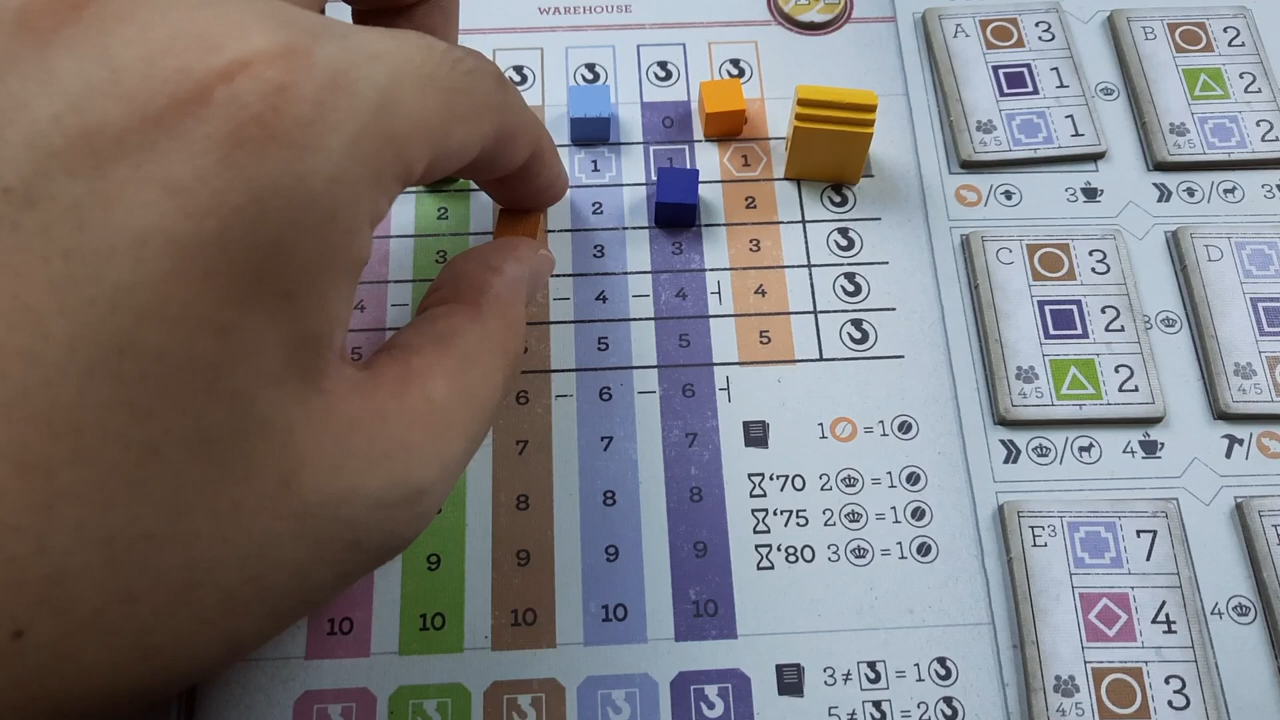 WAREHOUSE
0
1 1 1
2 2 2
3 3 3
4 4 4 4
5 5 5 5
6 6 6
7 7 7
8 8 8
9 9 9 9
10 10 10 10 10
1 =1
'70 2 =1
'75 2 =1
'80 3 =1
3≠ =1
5≠ =2
A 3
1
4/5 1
3
B 2
2
4/5 2
3
C 3
2
4/5 2
4
3
D
4/5
E³ 7
4
4/5 3
4